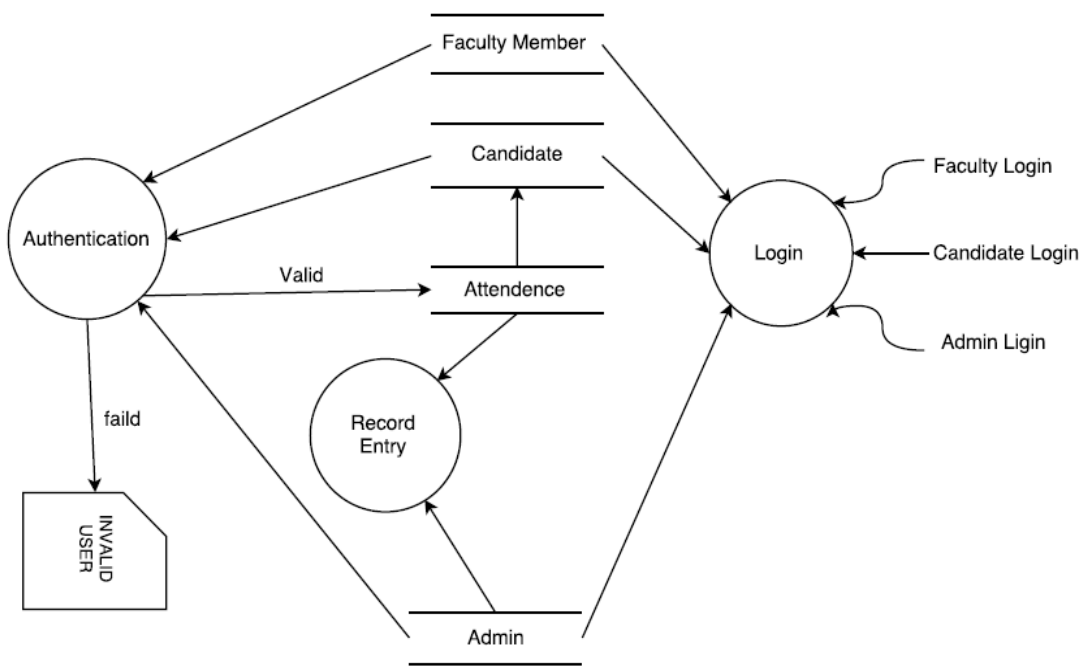 Faculty Member
Candidate
Faculty Login
Authentication
Login
Candidate Login
Valid
Attendence
Admin Ligin
faild
Record
Entry
INVALID
USER
Admin